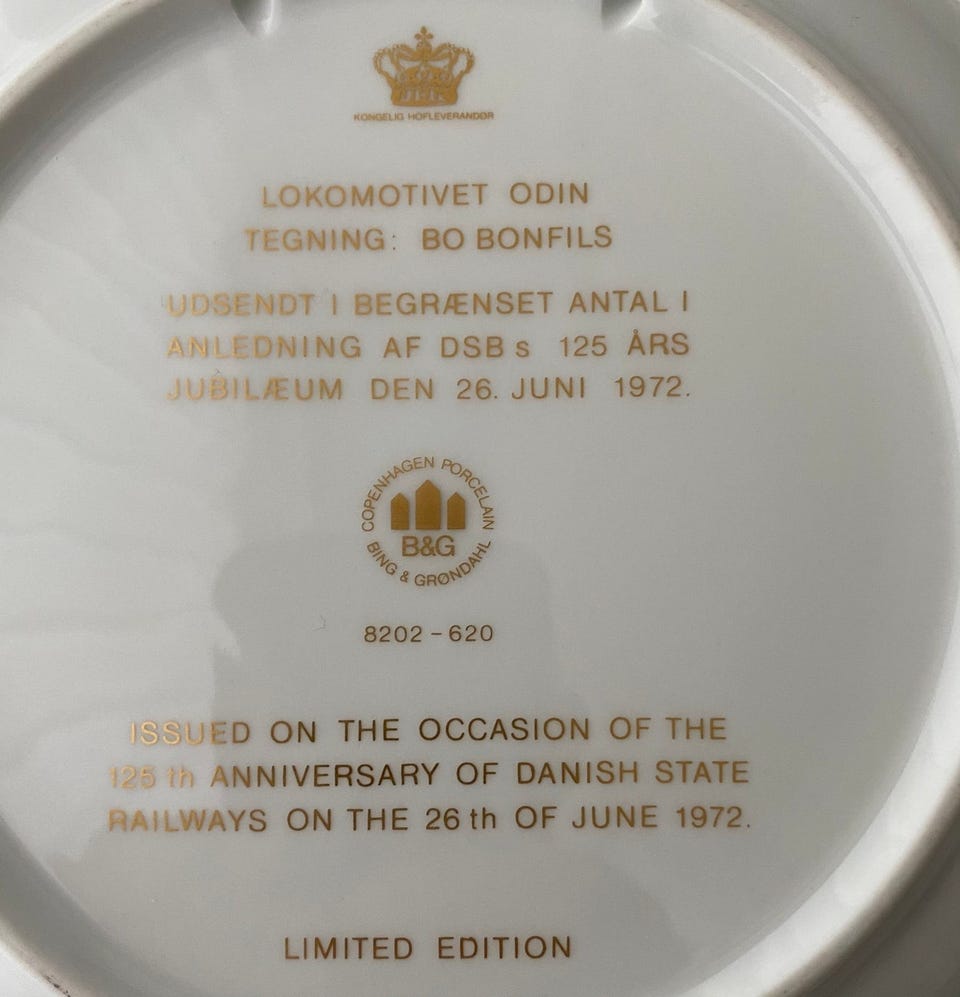 KONGELIG HOFLEVERANDØR
LOKOMOTIVET ODIN
TEGNING: BO BONFILS
UDSENDT I BEGRÆNSET ANTAL I
ANLEDNING AF DSBs 125 ÅRS
JUBILÆUM DEN 26. JUNI 1972.
COPENHAGEN PORCELAIN
B&G
BING & GRØNDAHL
8202-620
ISSUED ON THE OCCASION OF THE
125 th ANNIVERSARY OF DANISH STATE
RAILWAYS ON THE 26 th OF JUNE 1972.
LIMITED EDITION